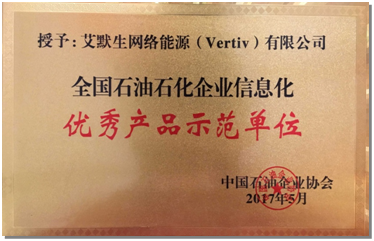 授予：艾默生网络能源（Vertiv）有限公司
全国石油石化企业信息化
优秀产品示范单位
中国石油企业协会
2017年5月